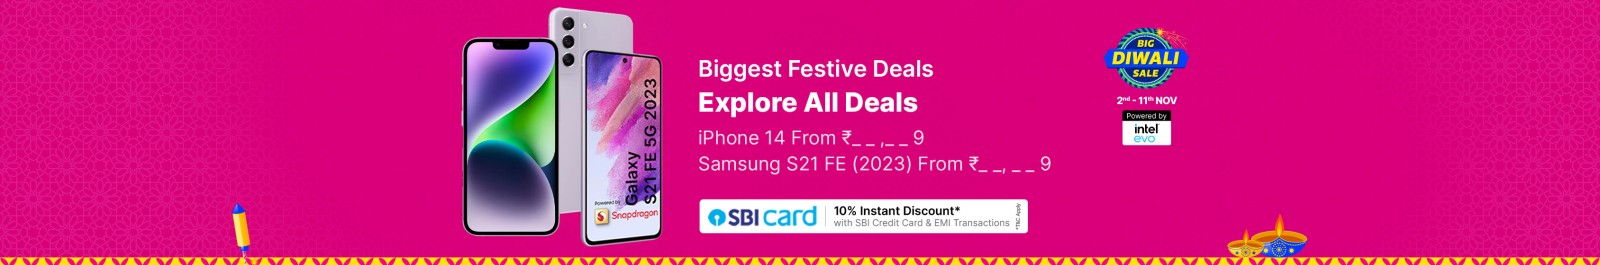 Galaxy
S21 FE 5G 2023
Powered by
Snapdragon
Biggest Festive Deals
Explore All Deals
iPhone 14 From ₹_ _ ,_ _ 9
Samsung S21 FE (2023) From ₹_ _, _ _ 9
SBI card
10% Instant Discount*
with SBI Credit Card & EMI Transactions
*T&C Apply
BIG
DIWALI
SALE
2nd - 11th NOV
Powered by
intel
evo